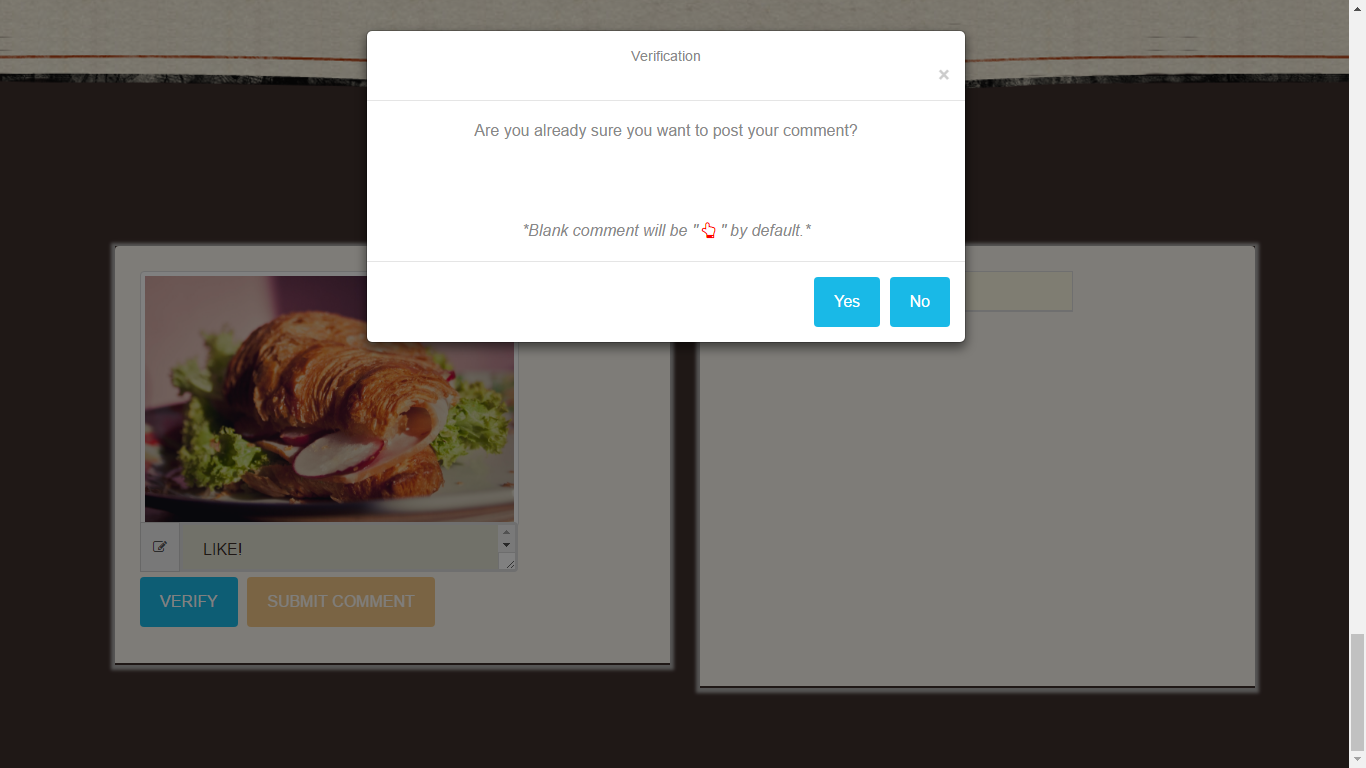 Verification
×
Are you already sure you want to post your comment?
*Blank comment will be " " by default.*
Yes No
LIKE!
VERIFY SUBMIT COMMENT